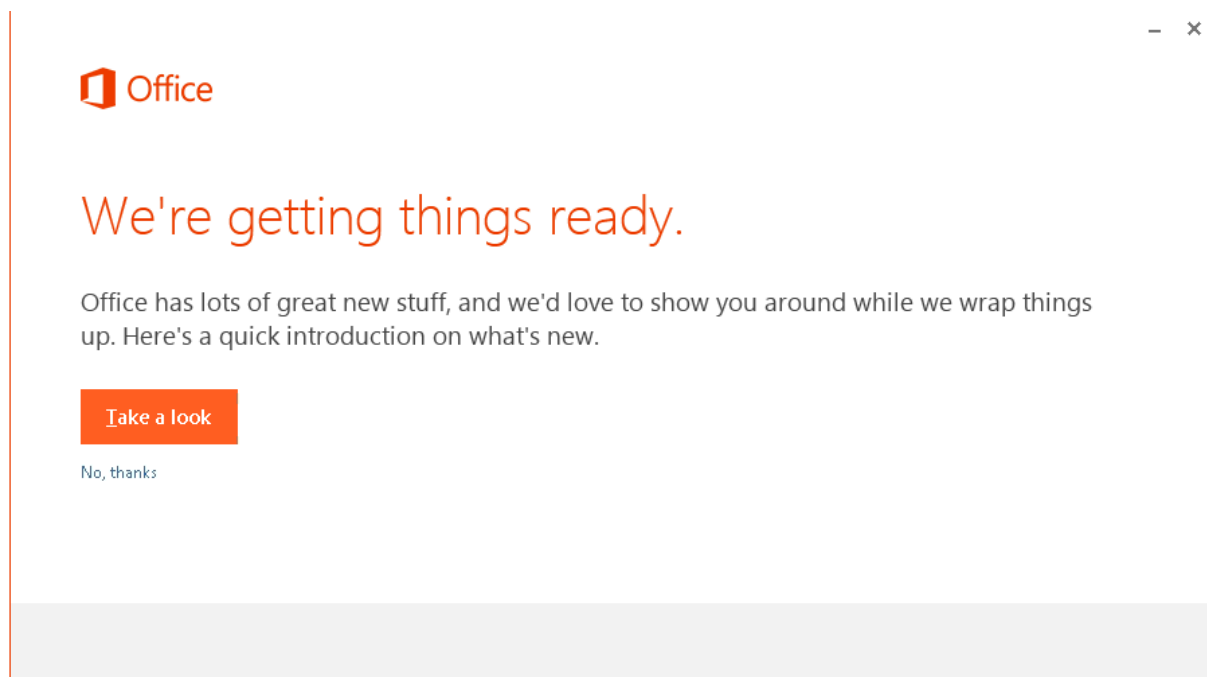 Office
We're getting things ready.
Office has lots of great new stuff, and we'd love to show you around while we wrap things
up. Here's a quick introduction on what's new.
Take a look
No, thanks